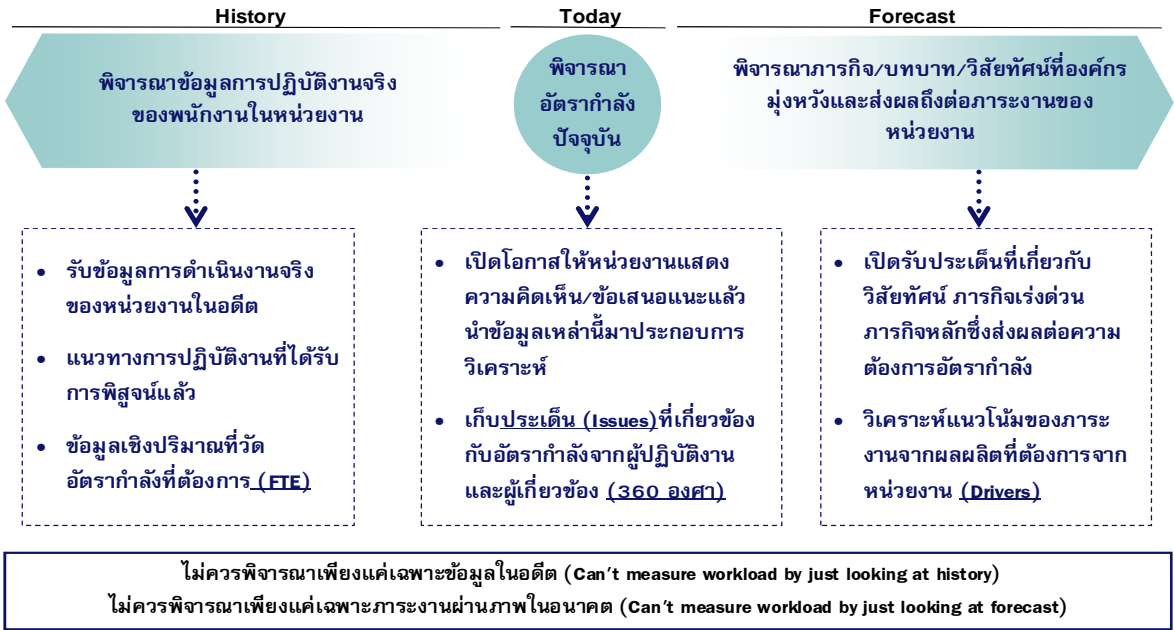 History
Today
Forecast
พิจารณาข้อมูลการปฏิบัติงานจริง
ของพนักงานในหน่วยงาน
พิจารณา
อัตรากำลัง
ปัจจุบัน
พิจารณาภารกิจ/บทบาท/วิสัยทัศน์ที่องค์กร
มุ่งหวังและส่งผลถึงต่อภาระงานของ
หน่วยงาน
• รับข้อมูลการดำเนินงานจริง
ของหน่วยงานในอดีต
• แนวทางการปฏิบัติงานที่ได้รับ
การพิสูจน์แล้ว
• ข้อมูลเชิงปริมาณที่วัด
อัตรากำลังที่ต้องการ (FTE)
• เปิดโอกาสให้หน่วยงานแสดง
ความคิดเห็น/ข้อเสนอแนะแล้ว
นำข้อมูลเหล่านี้มาประกอบการ
วิเคราะห์
• เก็บประเด็น (Issues)ที่เกี่ยวข้อง
กับอัตรากำลังจากผู้ปฏิบัติงาน
และผู้เกี่ยวข้อง (360 องศา)
• เปิดรับประเด็นที่เกี่ยวกับ
วิสัยทัศน์ ภารกิจเร่งด่วน
ภารกิจหลักซึ่งส่งผลต่อความ
ต้องการอัตรากำลัง
• วิเคราะห์แนวโน้มของภาระ
งานจากผลผลิตที่ต้องการจาก
หน่วยงาน (Drivers)
ไม่ควรพิจารณาเพียงแค่เฉพาะข้อมูลในอดีต (Can't measure workload by just looking at history)
ไม่ควรพิจารณาเพียงแค่เฉพาะภาระงานผ่านภาพในอนาคต (Can't measure workload by just looking at forecast)